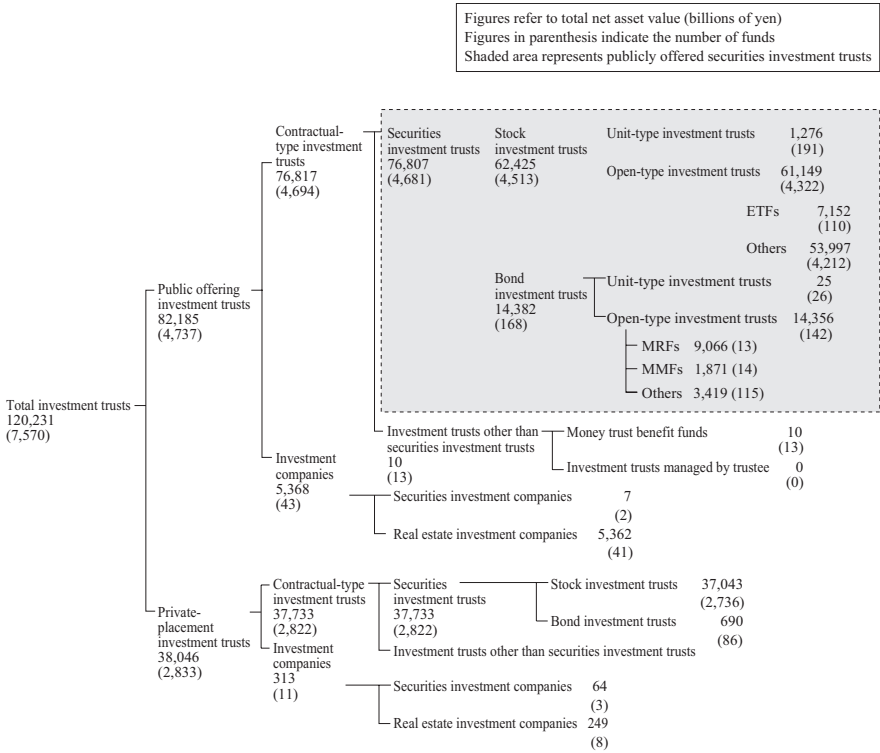 Figures refer to total net asset value (billions of yen)
Figures in parenthesis indicate the number of funds
Shaded area represents publicly offered securities investment trusts
Total investment trusts
120,231
(7,570)
Public offering
investment trusts
82,185
(4,737)
Contractual-
type investment
trusts
76,817
(4,694)
Securities
investment trusts
76,807
(4,681)
Stock
investment trusts
62,425
(4,513)
Unit-type investment trusts 1,276
(191)
Open-type investment trusts 61,149
(4,322)
ETFs 7,152
(110)
Others 53,997
(4,212)
Bond
investment trusts
14,382
(168)
Unit-type investment trusts 25
(26)
Open-type investment trusts 14,356
(142)
MRFs 9,066 (13)
MMFs 1,871 (14)
Others 3,419 (115)
Investment trusts other than
securities investment trusts
10
(13)
Money trust benefit funds 10
(13)
Investment trusts managed by trustee 0
(0)
Investment
companies
5,368
(43)
Securities investment companies 7
(2)
Real estate investment companies 5,362
(41)
Private-
placement
investment trusts
38,046
(2,833)
Contractual-type
investment trusts
37,733
(2,822)
Securities
investment trusts
37,733
(2,822)
Stock investment trusts 37,043
(2,736)
Bond investment trusts 690
(86)
Investment trusts other than securities investment trusts
Investment
companies
313
(11)
Securities investment companies 64
(3)
Real estate investment companies 249
(8)